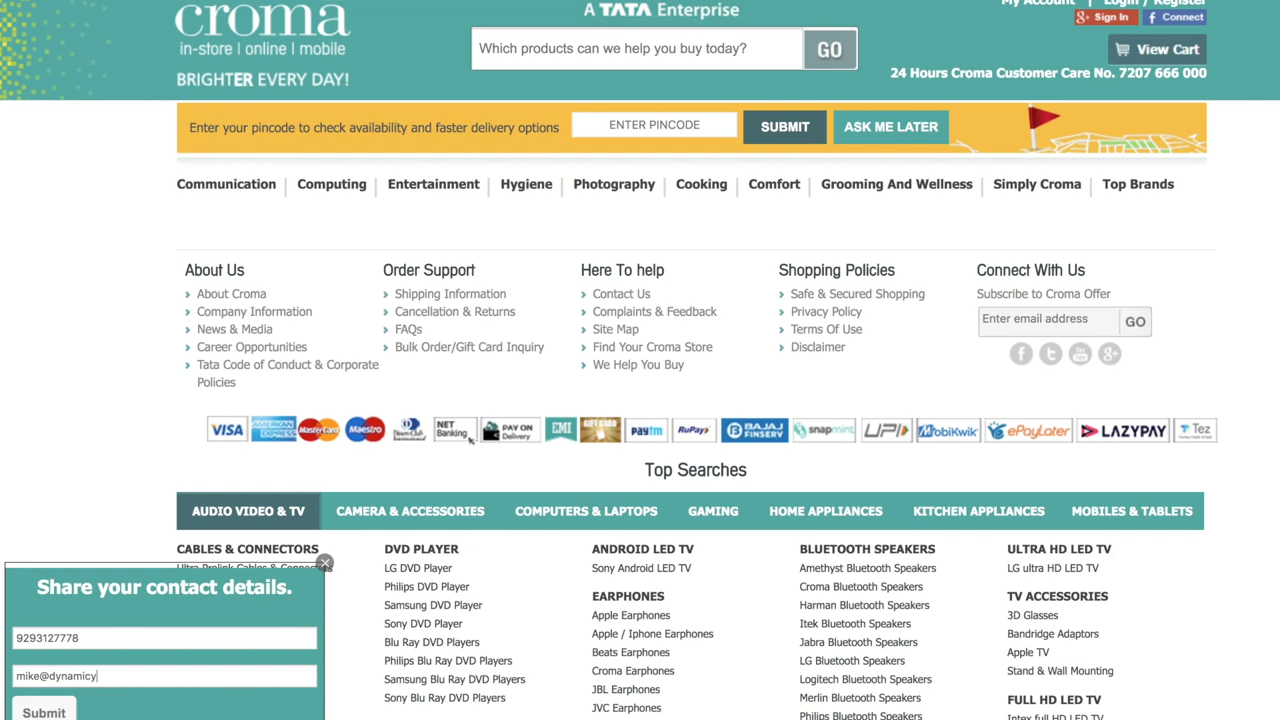 croma
in-store | online | mobile
BRIGHTER EVERY DAY!
A TATA Enterprise
Which products can we help you buy today?
GO
My Account | Login / Register
Sign In
Connect
View Cart
24 Hours Croma Customer Care No. 7207 666 000
Enter your pincode to check availability and faster delivery options
ENTER PINCODE
SUBMIT
ASK ME LATER
Communication
Computing
Entertainment
Hygiene
Photography
Cooking
Comfort
Grooming And Wellness
Simply Croma
Top Brands
About Us
About Croma
Company Information
News & Media
Career Opportunities
Tata Code of Conduct & Corporate
Policies
Order Support
Shipping Information
Cancellation & Returns
FAQs
Bulk Order/Gift Card Inquiry
Here To help
Contact Us
Complaints & Feedback
Site Map
Find Your Croma Store
We Help You Buy
Shopping Policies
Safe & Secured Shopping
Privacy Policy
Terms Of Use
Disclaimer
Connect With Us
Subscribe to Croma Offer
Enter email address
GO
VISA
AMERICAN EXPRESS
MasterCard
Maestro
NET
Banking
PAY ON
Delivery
EMI
GIFT CARD
paytm
RuPay
BAJAJ
FINSERV
snapmint
UPI
MobiKwik
ePayLater
LAZYPAY
Tez
Top Searches
AUDIO VIDEO & TV
CAMERA & ACCESSORIES
COMPUTERS & LAPTOPS
GAMING
HOME APPLIANCES
KITCHEN APPLIANCES
MOBILES & TABLETS
CABLES & CONNECTORS
DVD PLAYER
LG DVD Player
Philips DVD Player
Samsung DVD Player
Sony DVD Player
Blu Ray DVD Players
Philips Blu Ray DVD Players
Samsung Blu Ray DVD Players
Sony Blu Ray DVD Players
ANDROID LED TV
Sony Android LED TV
EARPHONES
Apple Earphones
Apple / Iphone Earphones
Beats Earphones
Croma Earphones
JBL Earphones
JVC Earphones
BLUETOOTH SPEAKERS
Amethyst Bluetooth Speakers
Croma Bluetooth Speakers
Harman Bluetooth Speakers
Itek Bluetooth Speakers
Jabra Bluetooth Speakers
LG Bluetooth Speakers
Logitech Bluetooth Speakers
Merlin Bluetooth Speakers
Philips Bluetooth Speakers
ULTRA HD LED TV
LG ultra HD LED TV
TV ACCESSORIES
3D Glasses
Bandridge Adaptors
Apple TV
Stand & Wall Mounting
FULL HD LED TV
Intex full HD LED TV
Share your contact details.
9293127778
mike@dynamicy
Submit